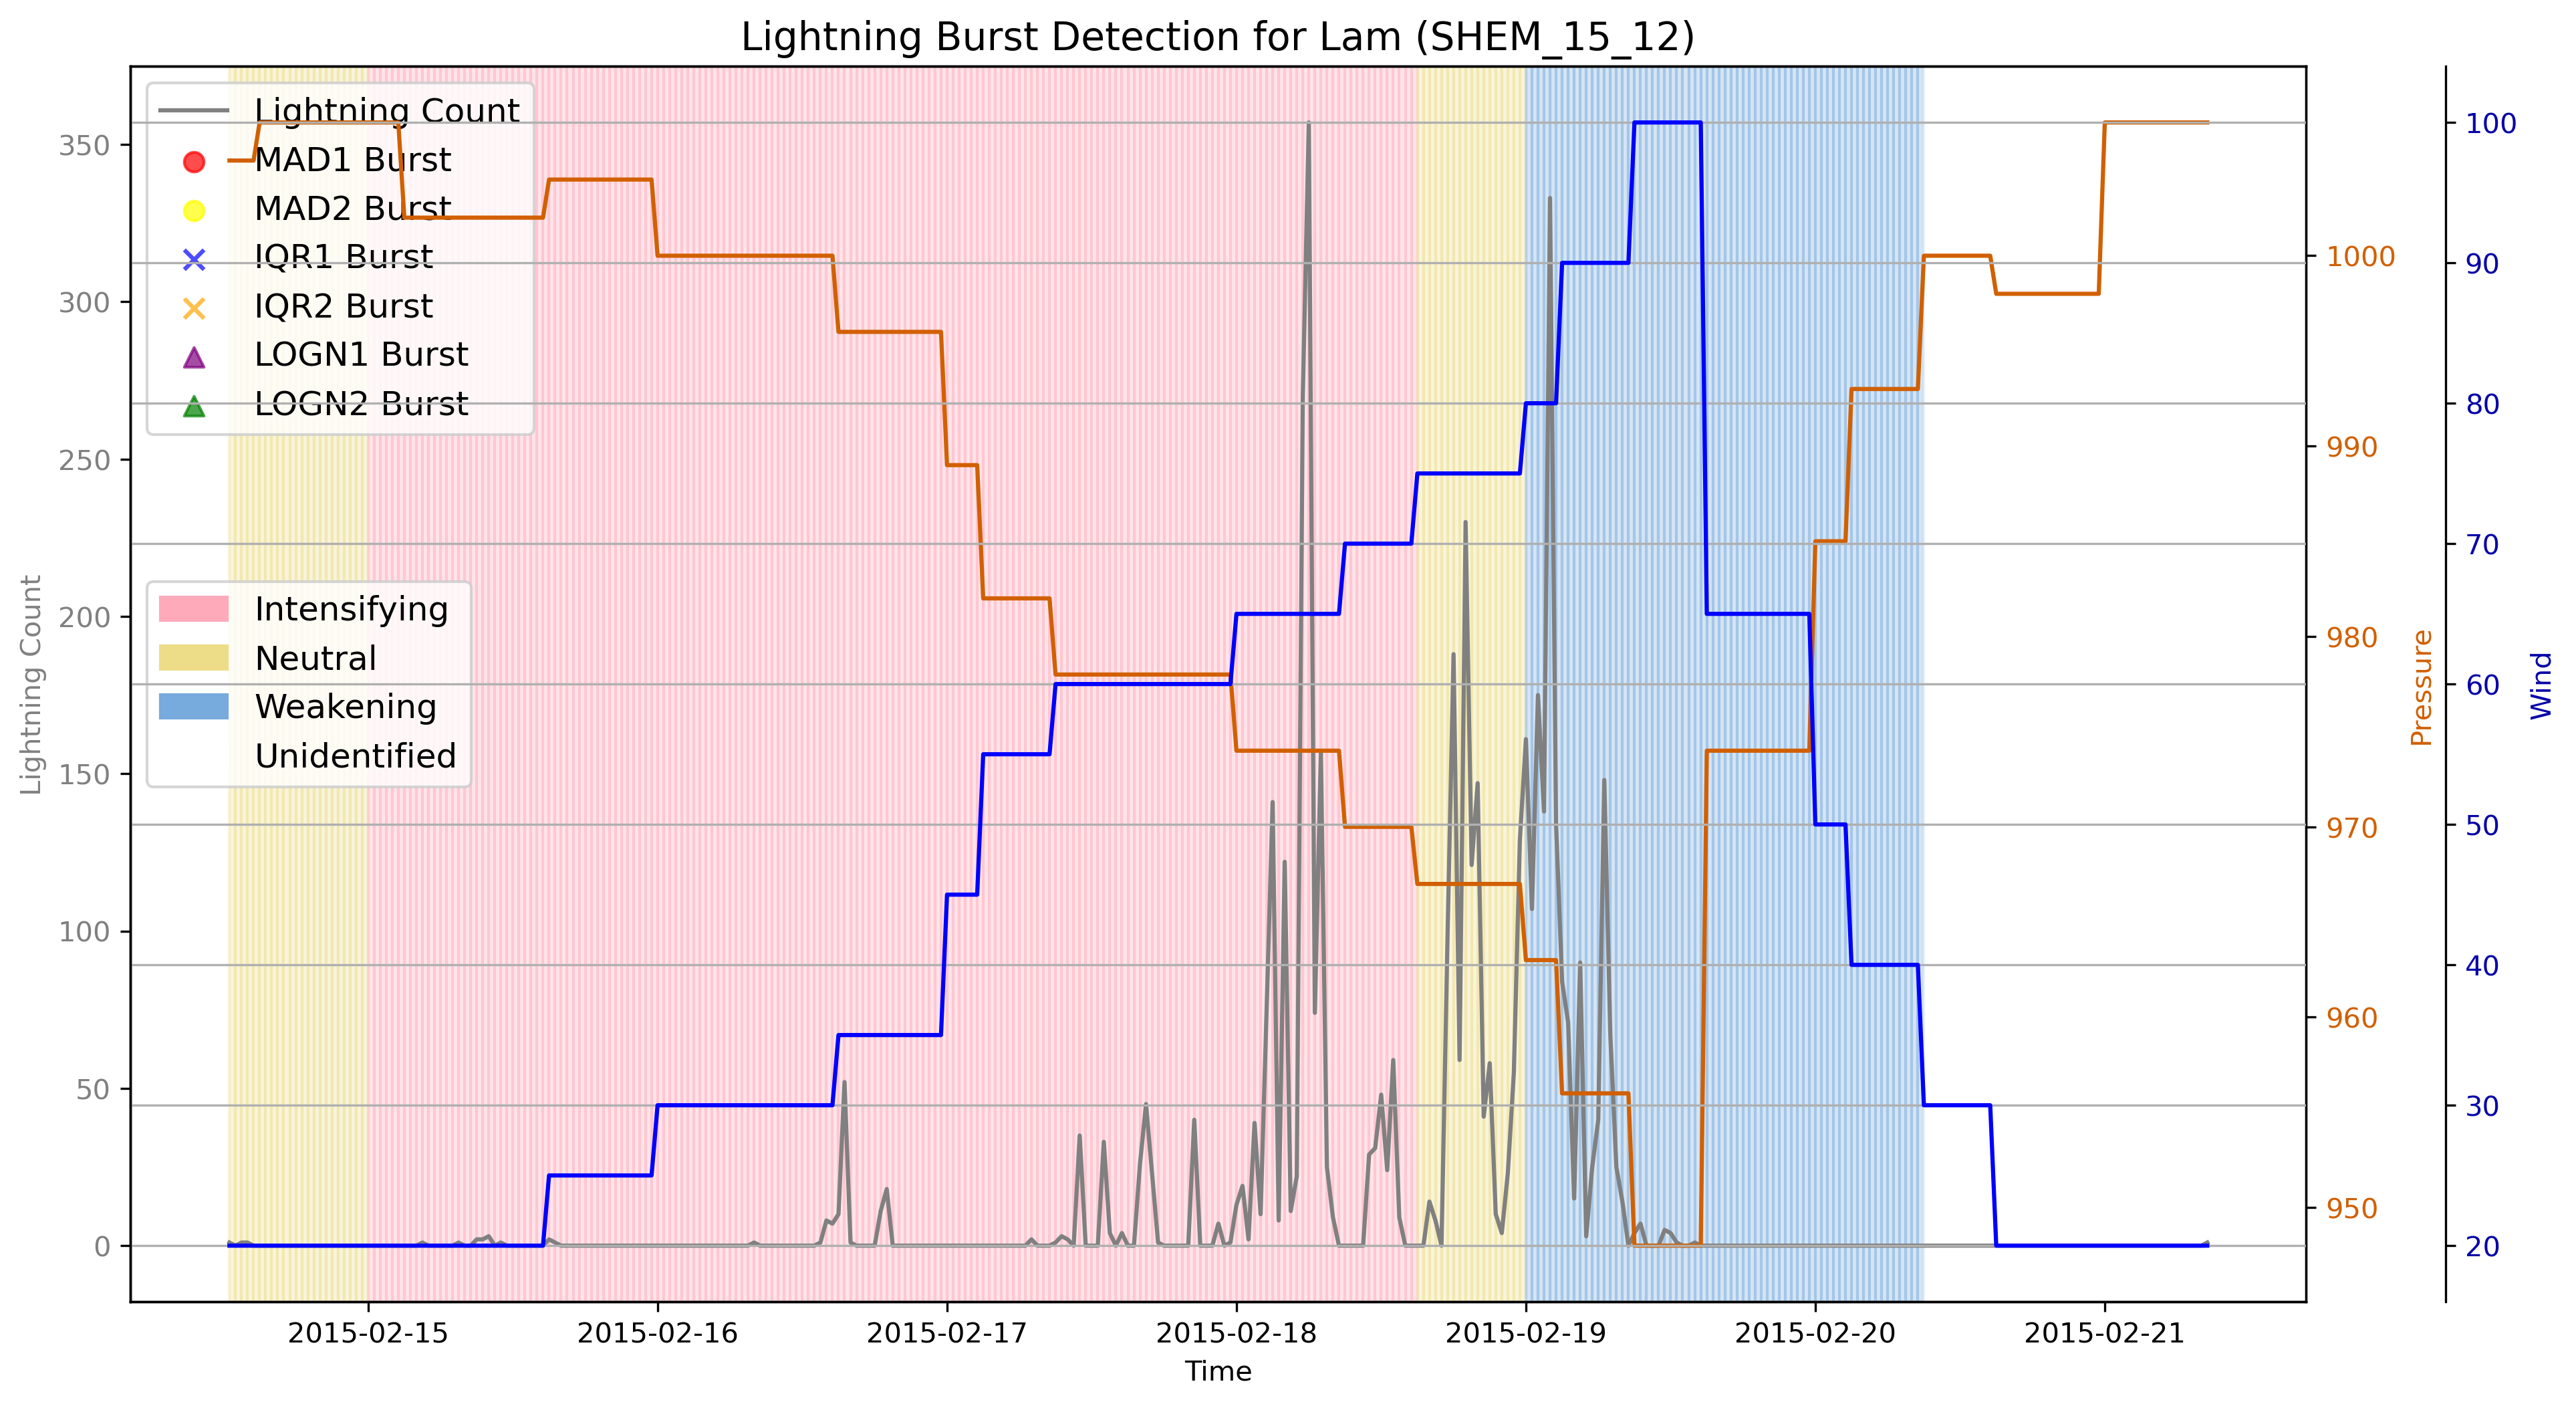 Lightning Burst Detection for Lam (SHEM_15_12)
Lightning Count
MAD1 Burst
MAD2 Burst
IQR1 Burst
IQR2 Burst
LOGN1 Burst
LOGN2 Burst
Intensifying
Neutral
Weakening
Unidentified
Lightning Count
350
300
250
200
150
100
50
0
1000
990
980
970
960
950
Pressure
100
90
80
70
60
50
40
30
20
Wind
2015-02-15
2015-02-16
2015-02-17
2015-02-18
2015-02-19
2015-02-20
2015-02-21
Time